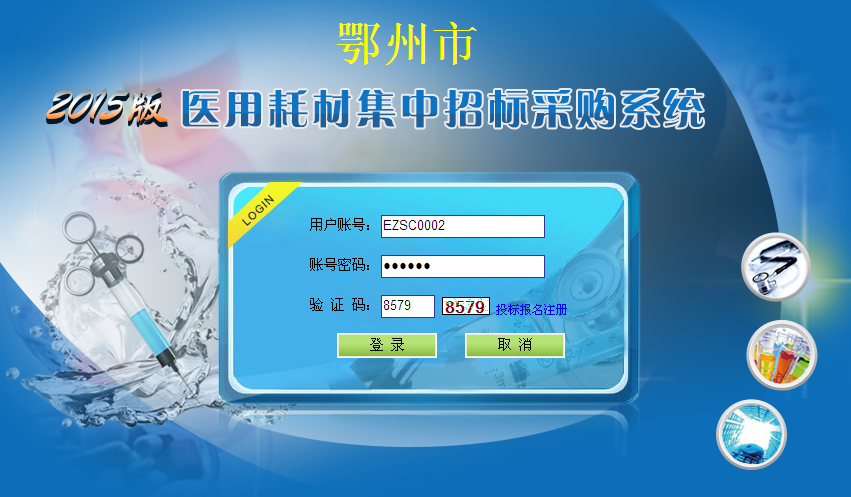 鄂州市
2015版 医用耗材集中招标采购系统
LOGIN
用户账号： EZSC0002
账号密码： ●●●●●●
验 证 码： 8579 8579 投标报名注册
登 录 取 消